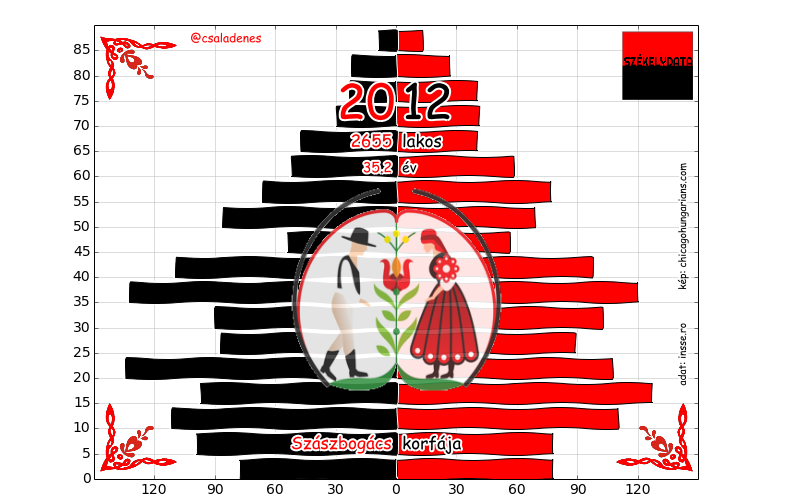 @csaladenes
SZÉKELYDATA
2012
2655 lakos
35,2 év
kép: chicagohungarians.com
adat: insse.ro
Szászbogács korfája
85
80
75
70
65
60
55
50
45
40
35
30
25
20
15
10
5
0
120 90 60 30 0 30 60 90 120